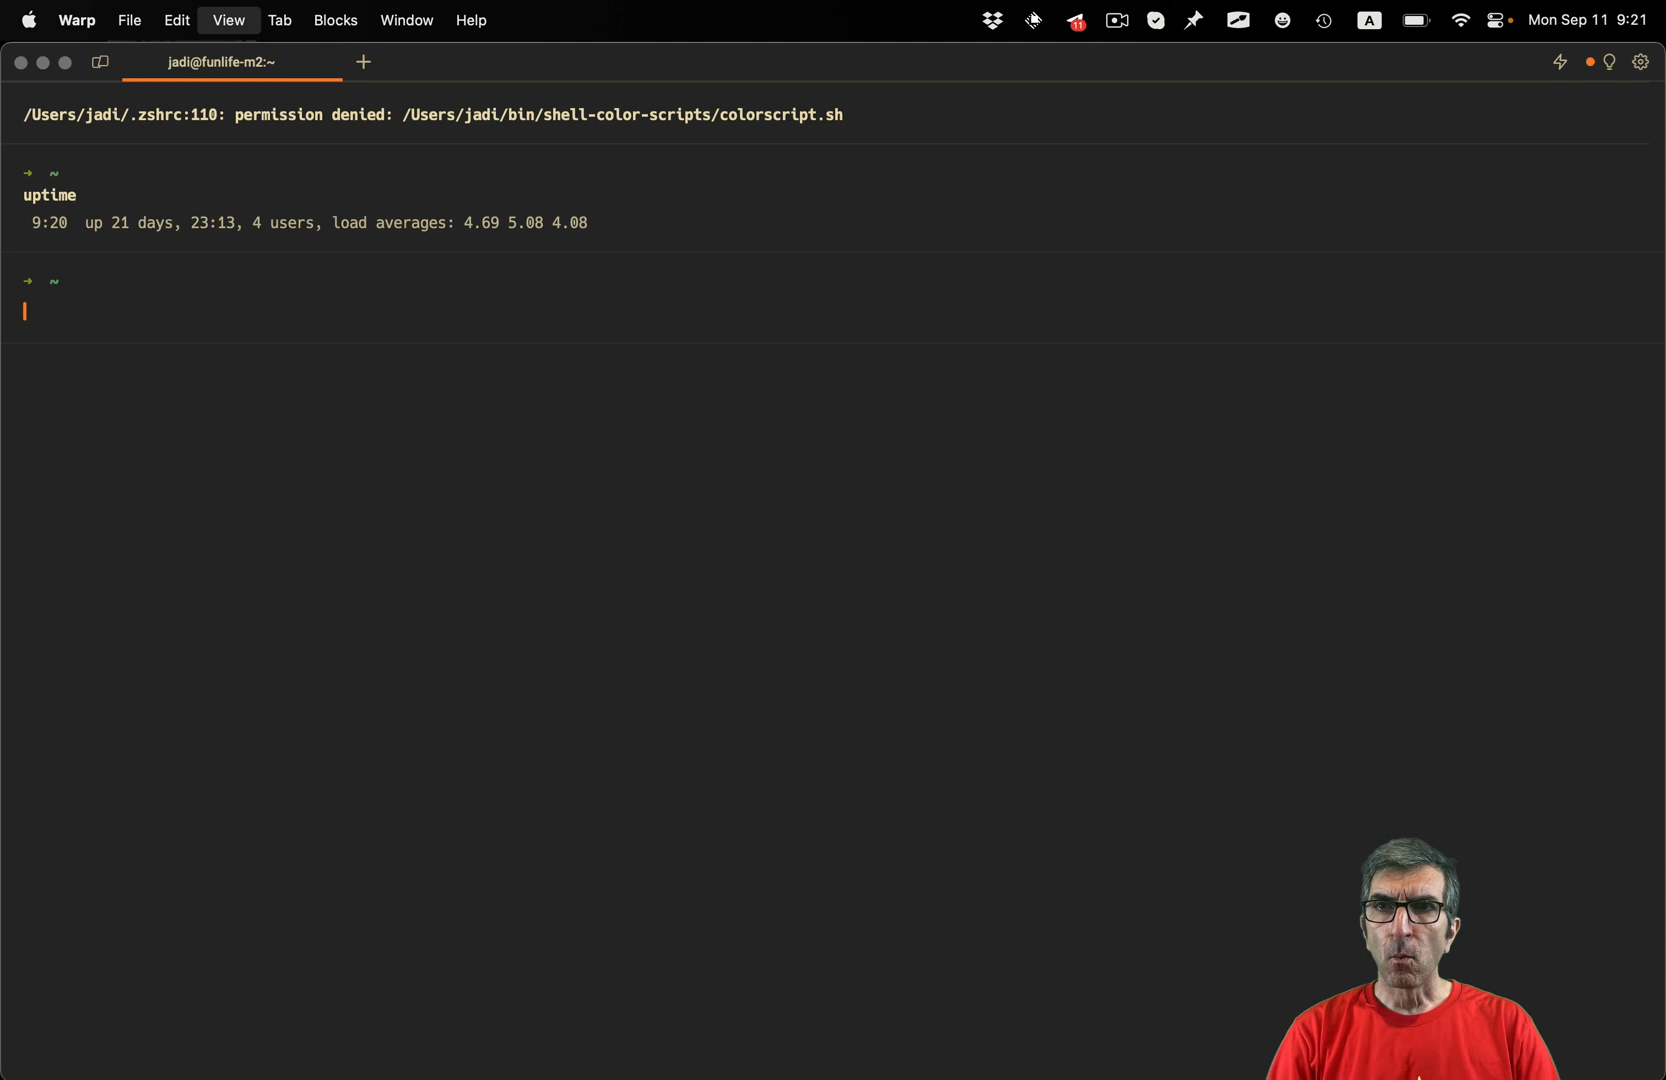 Warp File Edit View Tab Blocks Window Help 11 A Mon Sep 11 9:21
jadi@funlife-m2:~
/Users/jadi/.zshrc:110: permission denied: /Users/jadi/bin/shell-color-scripts/colorscript.sh
➜ ~
uptime
9:20 up 21 days, 23:13, 4 users, load averages: 4.69 5.08 4.08
➜ ~